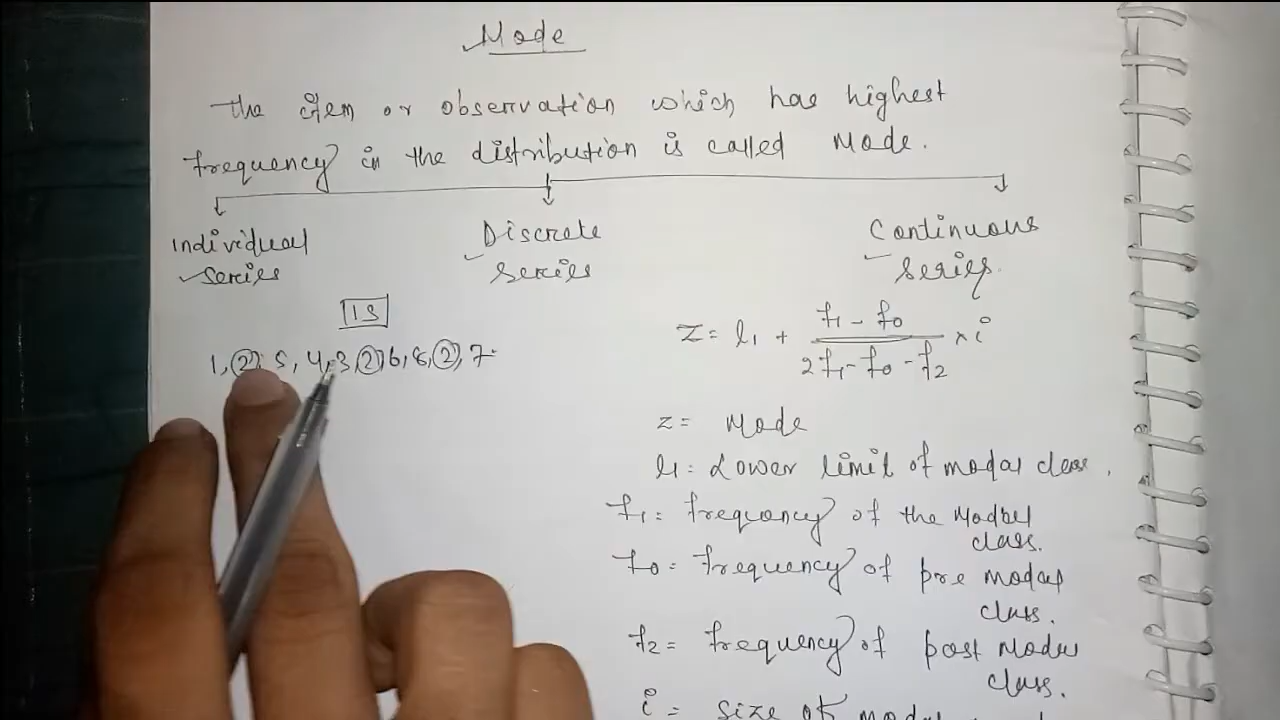 Mode
The item or observation which has highest
frequency in the distribution is called Mode.
Individual
Series
Discrete
Series
Continuous
Series.
IS
1, 2, 5, 4, 3, 2, 6, 8, 2, 7
Z = l₁ + f₁ - f₀ / 2f₁ - f₀ - f₂ × i
Z = Mode
l₁ = Lower limit of modal class.
f₁ = frequency of the Modal
class.
f₀ = frequency of pre modal
class.
f₂ = frequency of post Modal
class.
i = size of